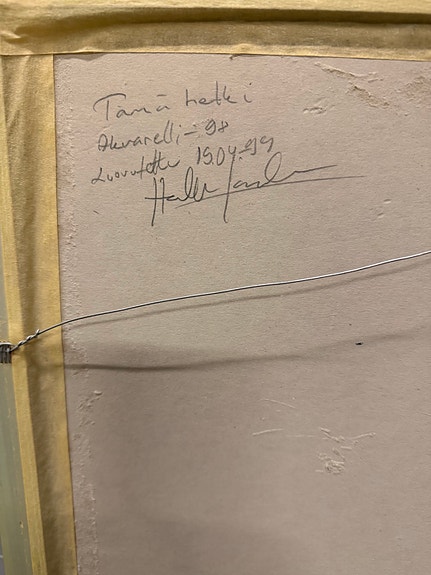 Tämä hetki
Akvarelli -98
Luovutettu 15.04-99